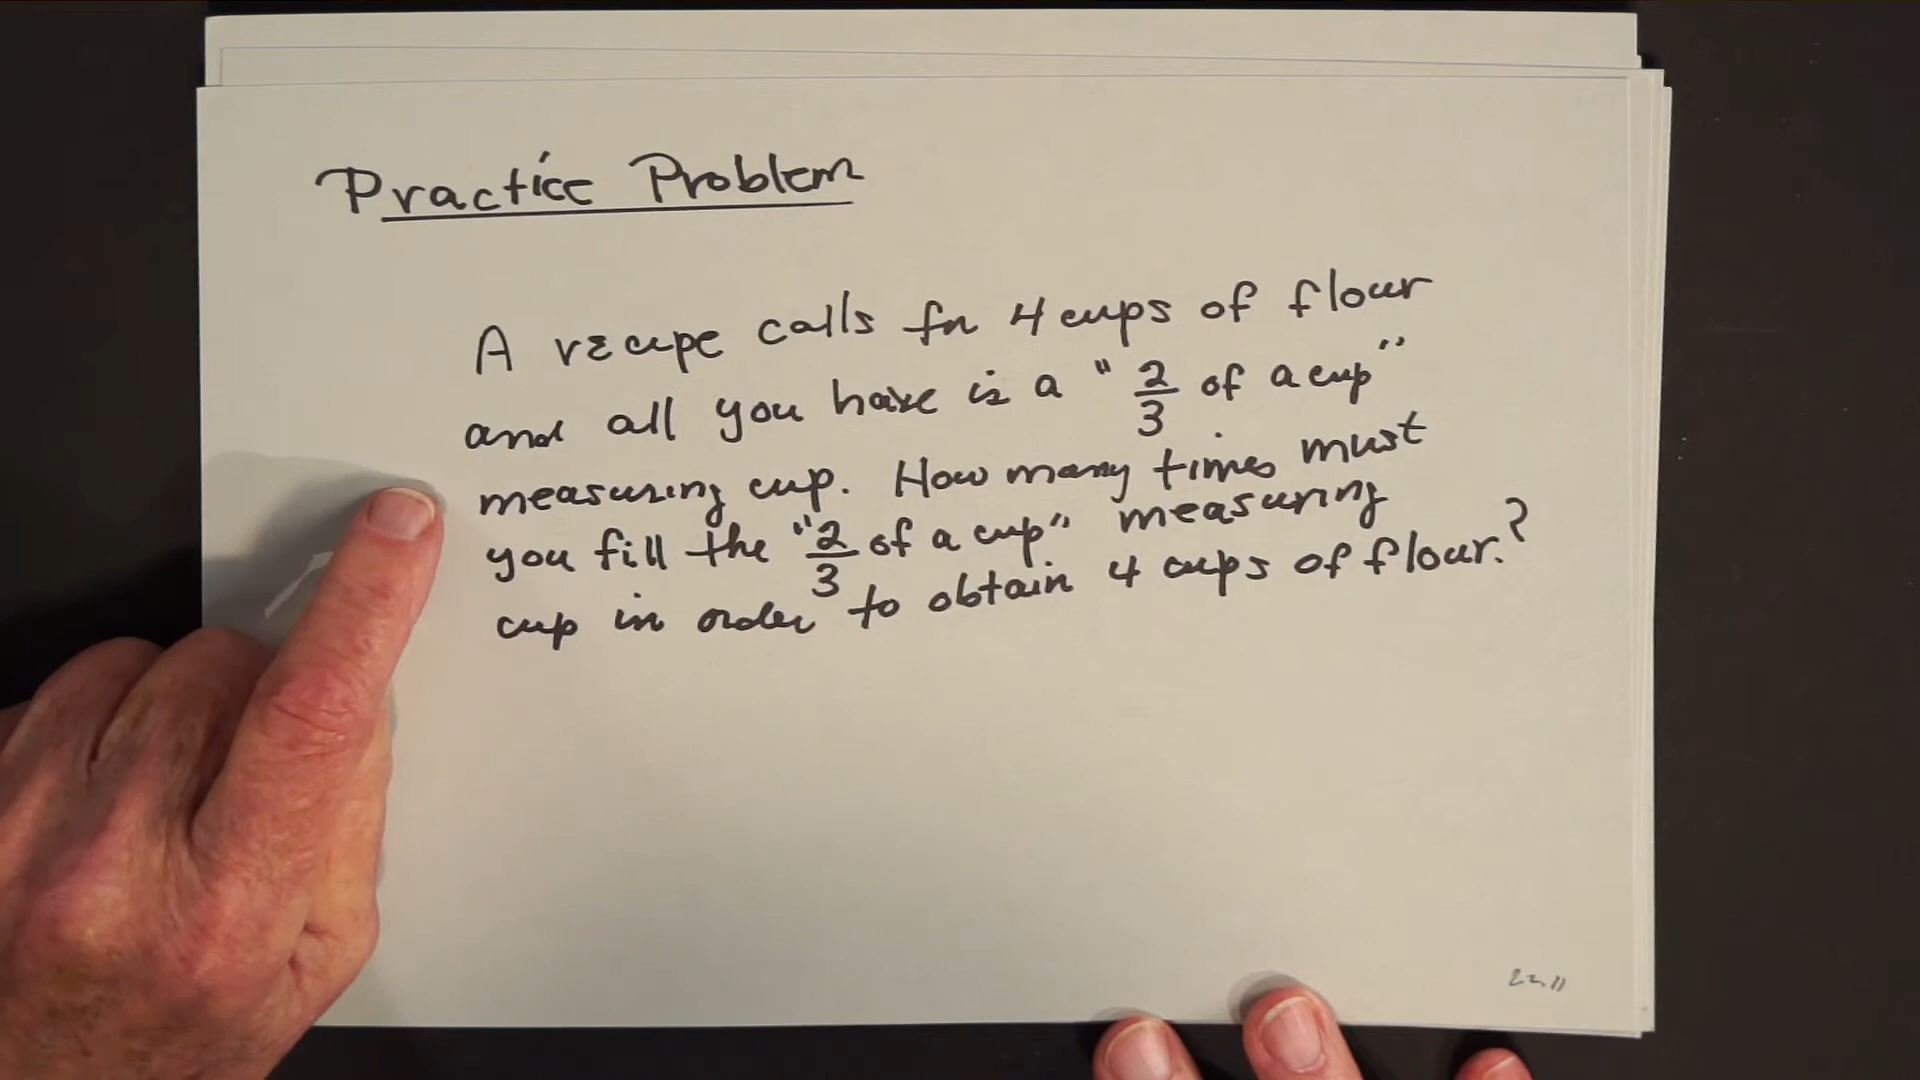 Practice Problem
A recipe calls for 4 cups of flour
and all you have is a "2/3 of a cup"
measuring cup. How many times must
you fill the "2/3 of a cup" measuring
cup in order to obtain 4 cups of flour?